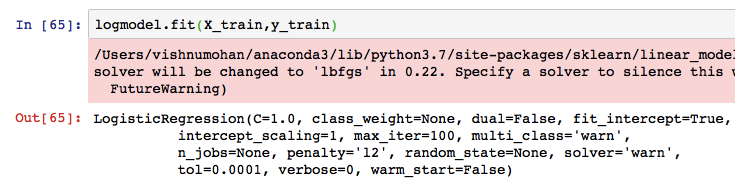 In [65]: logmodel.fit(X_train,y_train)
/Users/vishnumohan/anaconda3/lib/python3.7/site-packages/sklearn/linear_model
solver will be changed to 'lbfgs' in 0.22. Specify a solver to silence this w
FutureWarning)
Out[65]: LogisticRegression(C=1.0, class_weight=None, dual=False, fit_intercept=True,
intercept_scaling=1, max_iter=100, multi_class='warn',
n_jobs=None, penalty='l2', random_state=None, solver='warn',
tol=0.0001, verbose=0, warm_start=False)